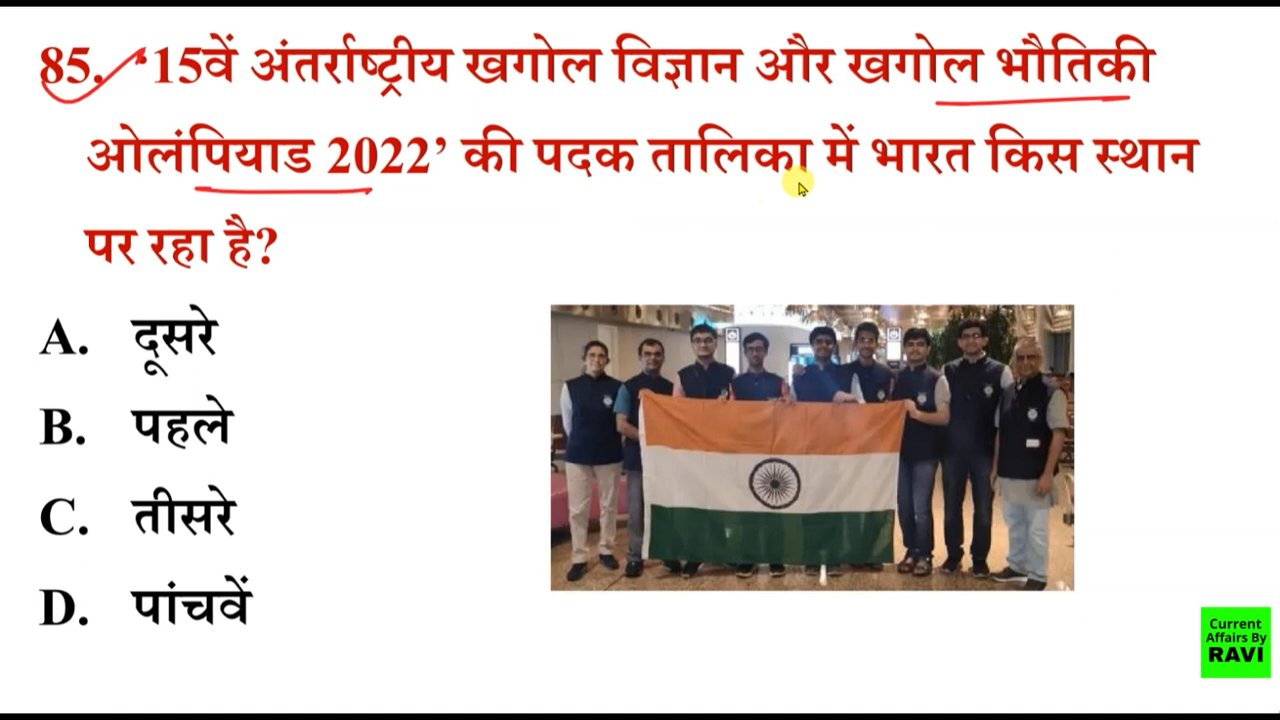 85. ‘15वें अंतर्राष्ट्रीय खगोल विज्ञान और खगोल भौतिकी
ओलंपियाड 2022’ की पदक तालिका में भारत किस स्थान
पर रहा है?
A. दूसरे
B. पहले
C. तीसरे
D. पांचवें
Current
Affairs By
RAVI